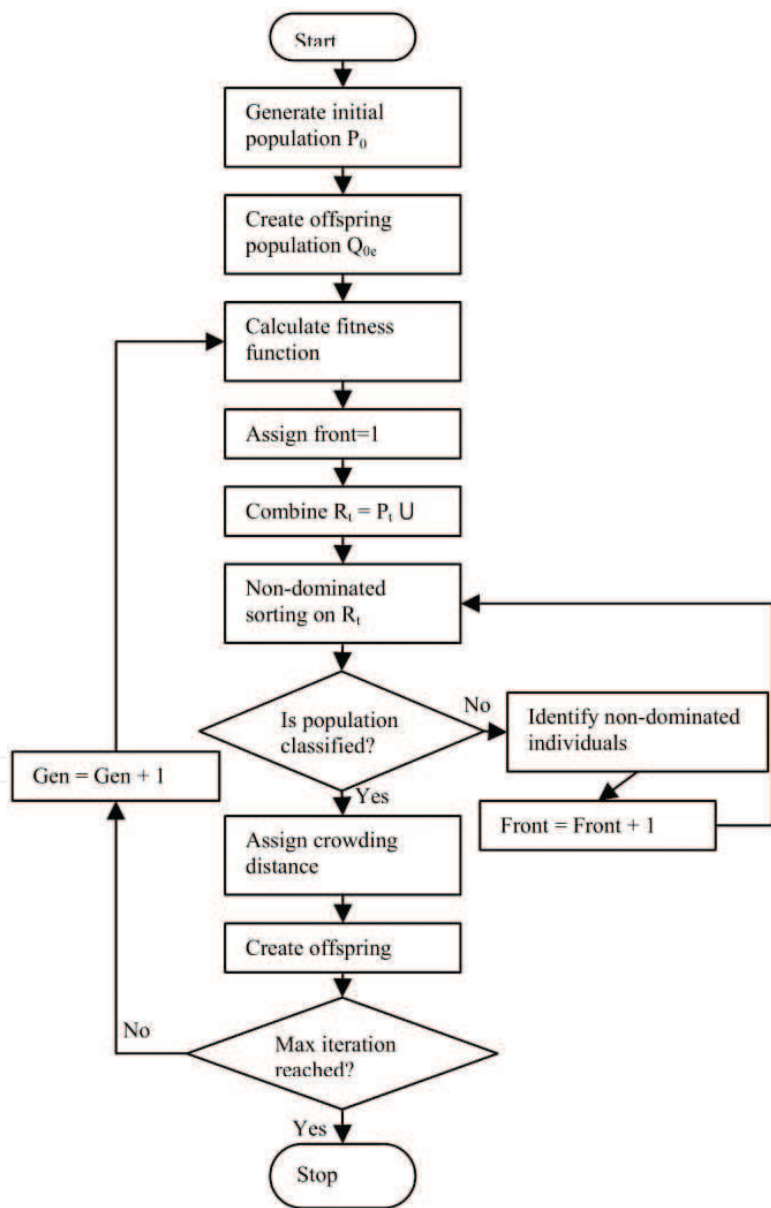 Start
Generate initial
population P₀
Create offspring
population Q₀ₑ
Calculate fitness
function
Assign front=1
Combine Rₜ = Pₜ U
Non-dominated
sorting on Rₜ
Is population
classified?
No
Identify non-dominated
individuals
Front = Front + 1
Yes
Gen = Gen + 1
Assign crowding
distance
Create offspring
Max iteration
reached?
No
Yes
Stop